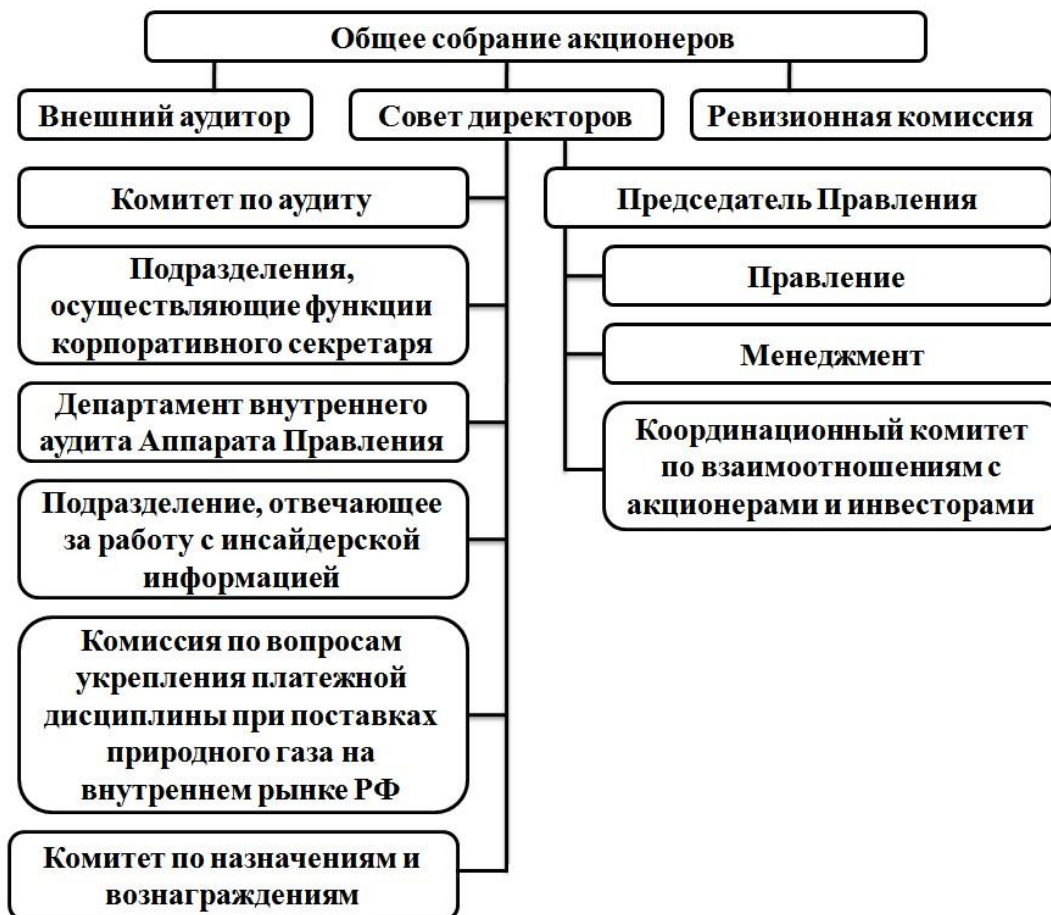 Общее собрание акционеров
Внешний аудитор
Совет директоров
Ревизионная комиссия
Комитет по аудиту
Подразделения,
осуществляющие функции
корпоративного секретаря
Департамент внутреннего
аудита Аппарата Правления
Подразделение, отвечающее
за работу с инсайдерской
информацией
Комиссия по вопросам
укрепления платежной
дисциплины при поставках
природного газа на
внутреннем рынке РФ
Комитет по назначениям и
вознаграждениям
Председатель Правления
Правление
Менеджмент
Координационный комитет
по взаимоотношениям с
акционерами и инвесторами